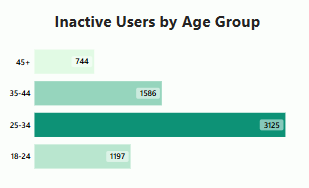 Inactive Users by Age Group
45+ 744
35-44 1586
25-34 3125
18-24 1197